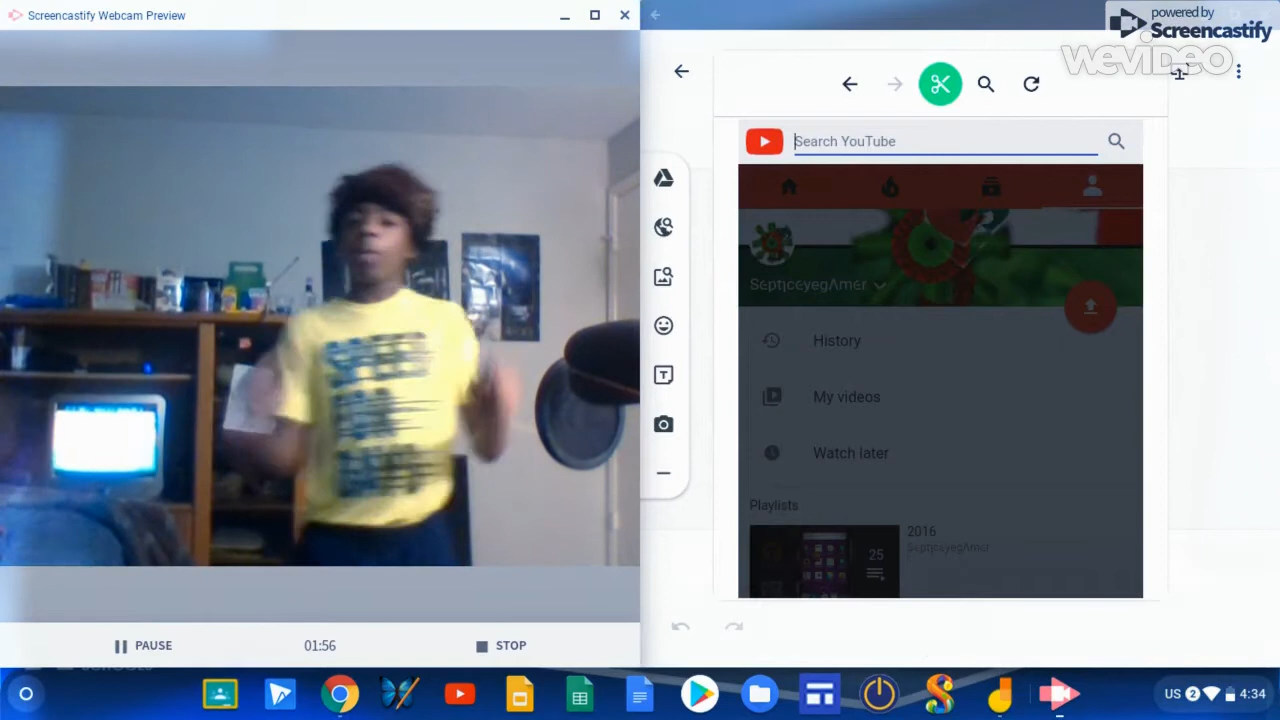 Screencastify Webcam Preview
powered by
Screencastify
WeVideo
Search YouTube
History
My videos
Watch later
Playlists
2016
25
PAUSE
01:56
STOP
US 2 4:34